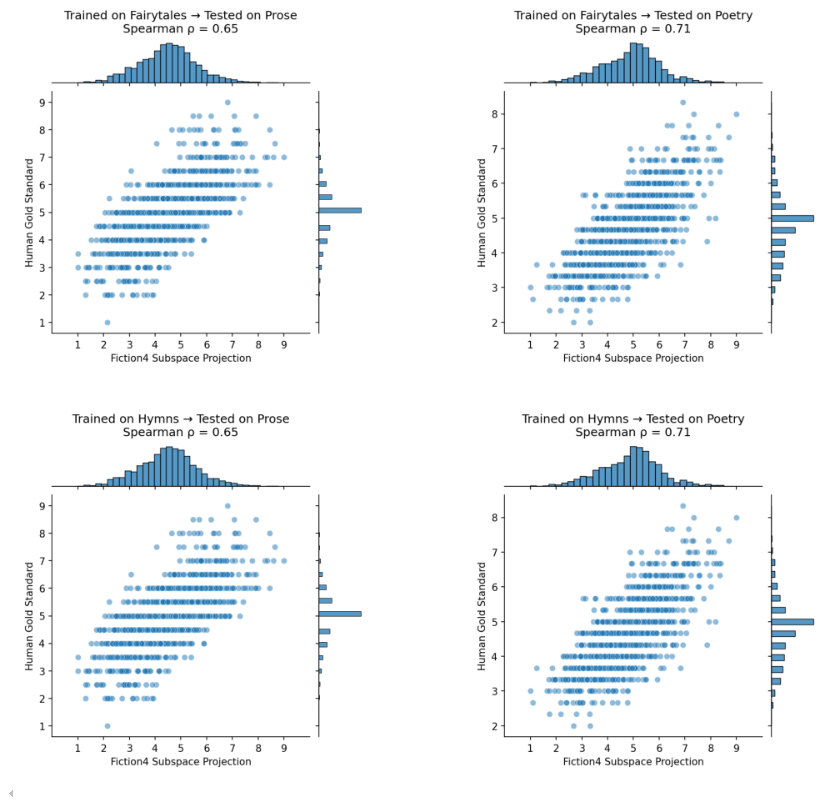 Trained on Fairytales → Tested on Prose
Spearman ρ = 0.65
9
8
7
6
5
4
3
2
1
Human Gold Standard
1 2 3 4 5 6 7 8 9
Fiction4 Subspace Projection
Trained on Fairytales → Tested on Poetry
Spearman ρ = 0.71
8
7
6
5
4
3
2
Human Gold Standard
1 2 3 4 5 6 7 8 9
Fiction4 Subspace Projection
Trained on Hymns → Tested on Prose
Spearman ρ = 0.65
9
8
7
6
5
4
3
2
1
Human Gold Standard
1 2 3 4 5 6 7 8 9
Fiction4 Subspace Projection
Trained on Hymns → Tested on Poetry
Spearman ρ = 0.71
8
7
6
5
4
3
2
Human Gold Standard
1 2 3 4 5 6 7 8 9
Fiction4 Subspace Projection